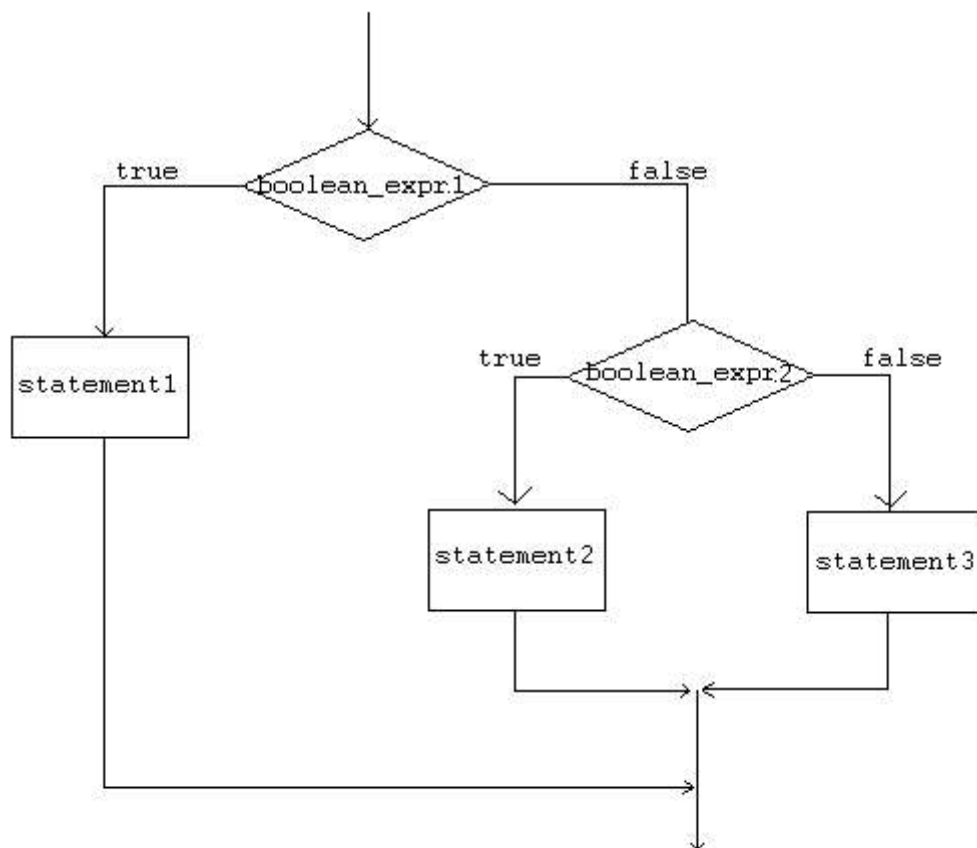 true
false
boolean_expr1
true
false
boolean_expr2
statement1
statement2
statement3